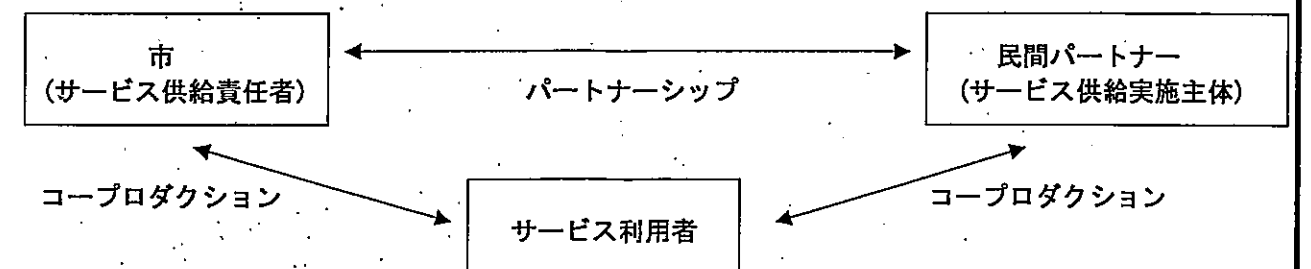 市
(サービス供給責任者)
パートナーシップ
民間パートナー
(サービス供給実施主体)
コープロダクション
サービス利用者
コープロダクション